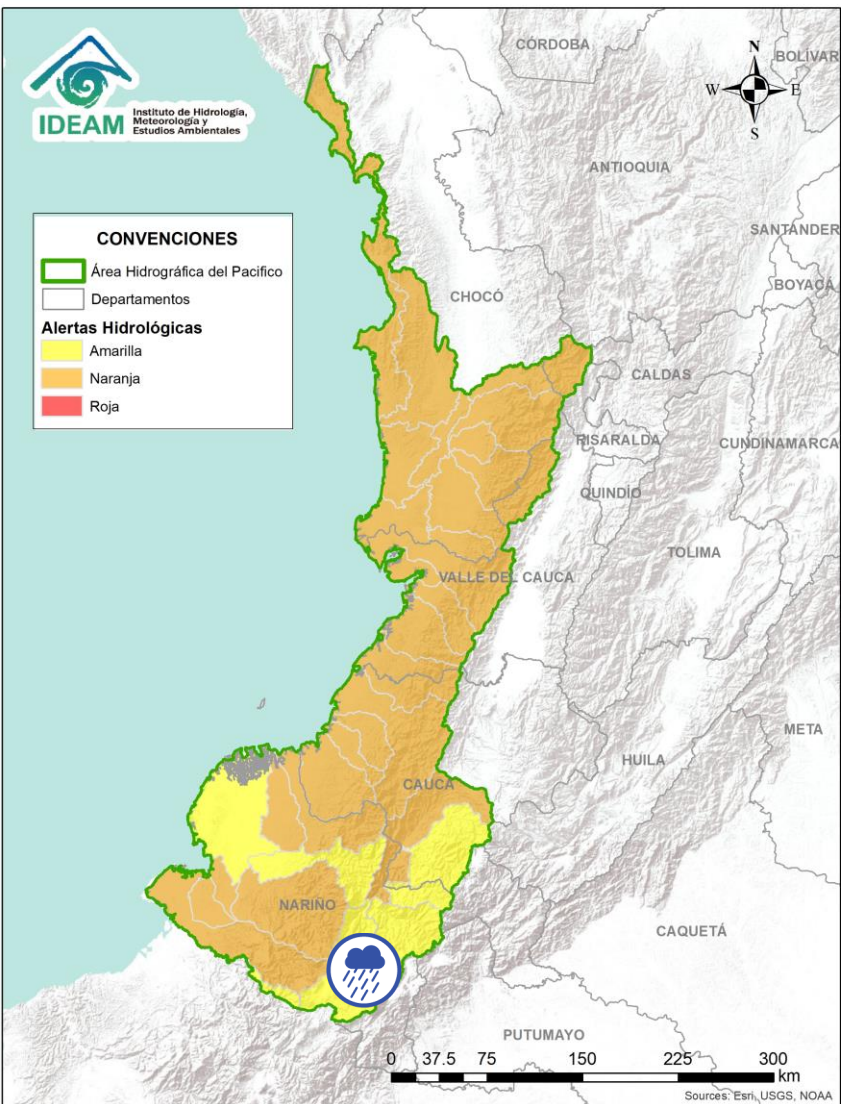 IDEAM
Instituto de Hidrología,
Meteorología y
Estudios Ambientales
N
W
E
S
CÓRDOBA
BOLÍVAR
ANTIOQUIA
SANTANDER
BOYACÁ
CHOCÓ
CALDAS
RISARALDA
CUNDINAMARCA
QUINDÍO
TOLIMA
VALLE DEL CAUCA
META
HUILA
CAUCA
NARIÑO
CAQUETÁ
PUTUMAYO
CONVENCIONES
Área Hidrográfica del Pacifico
Departamentos
Alertas Hidrológicas
Amarilla
Naranja
Roja
0 37.5 75 150 225 300
km
Sources: Esri, USGS, NOAA